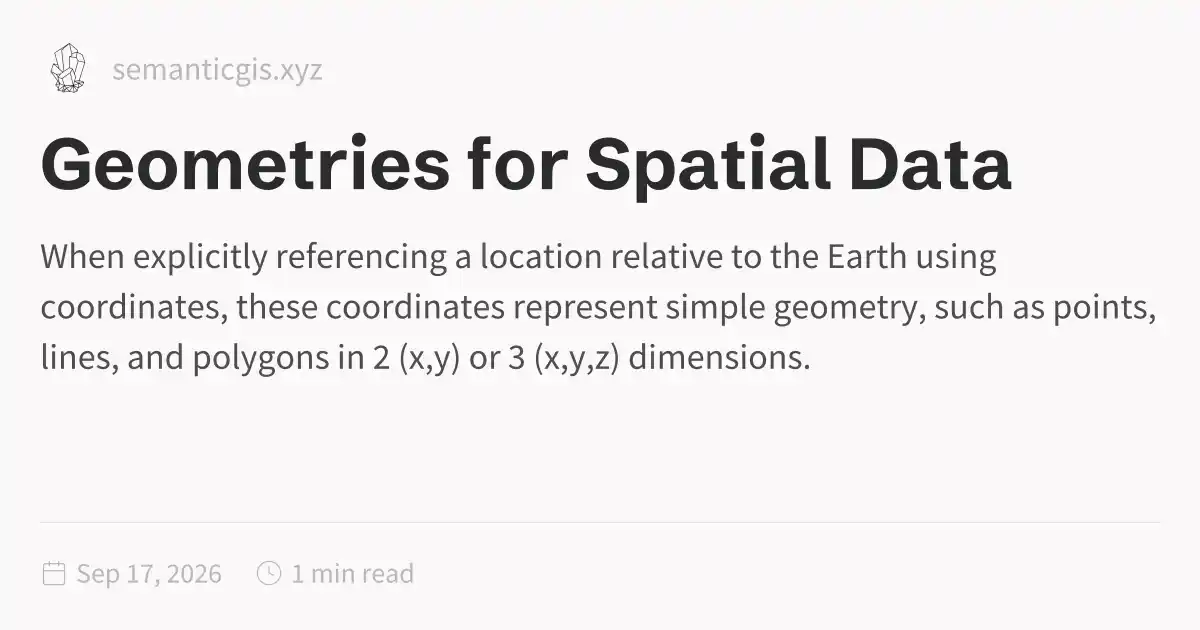 semanticgis.xyz
Geometries for Spatial Data
When explicitly referencing a location relative to the Earth using
coordinates, these coordinates represent simple geometry, such as points,
lines, and polygons in 2 (x,y) or 3 (x,y,z) dimensions.
Sep 17, 2026 1 min read